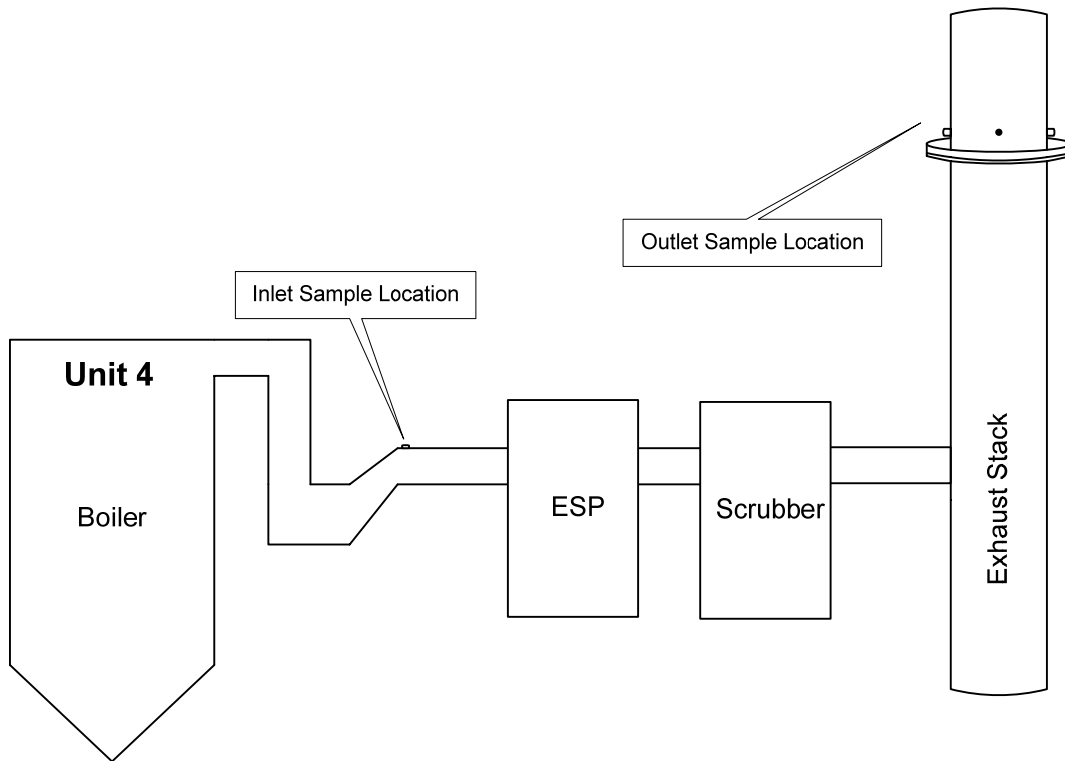 Outlet Sample Location
Inlet Sample Location
Unit 4
Boiler
ESP
Scrubber
Exhaust Stack